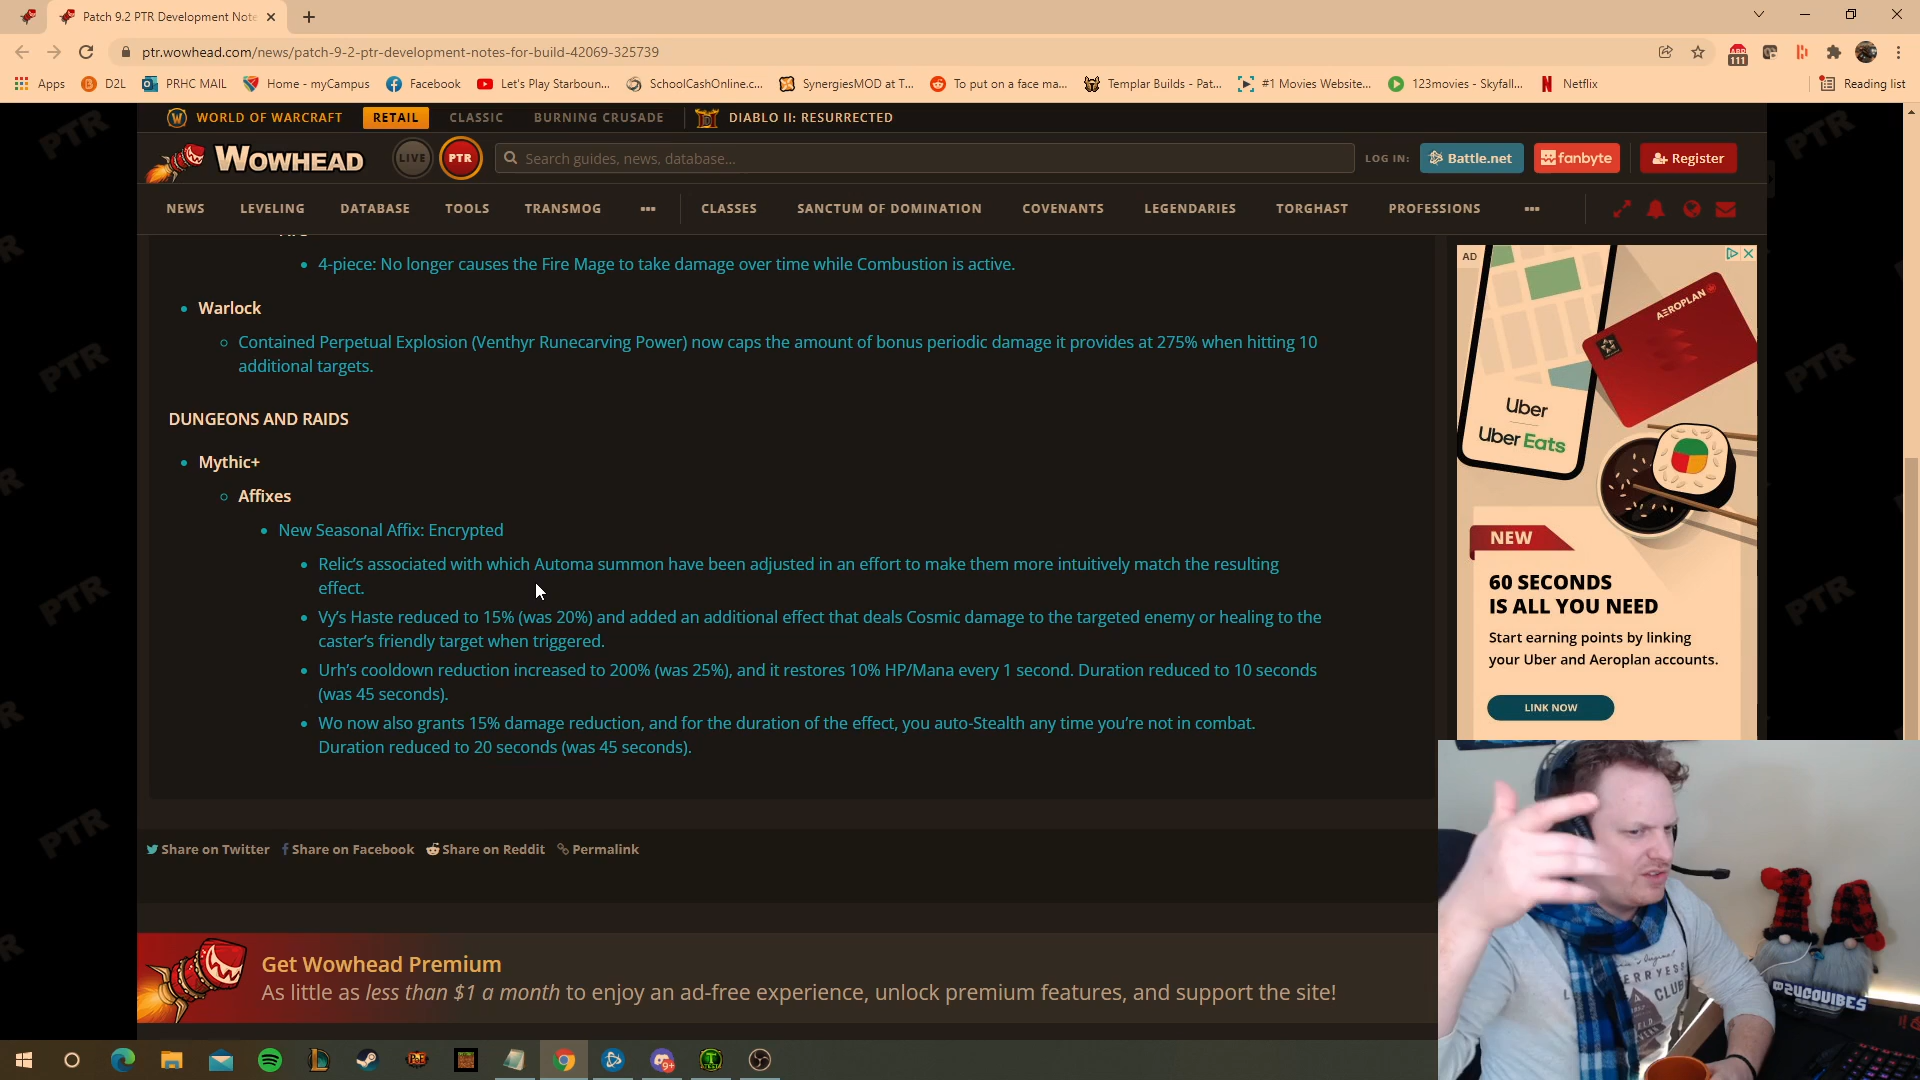 Patch 9.2 PTR Development Note
ptr.wowhead.com/news/patch-9-2-ptr-development-notes-for-build-42069-325739
111
Apps D2L PRHC MAIL Home - myCampus Facebook Let's Play Starboun... SchoolCashOnline.c... SynergiesMOD at T... To put on a face ma... Templar Builds - Pat... #1 Movies Website... 123movies - Skyfall... Netflix Reading list
WORLD OF WARCRAFT RETAIL CLASSIC BURNING CRUSADE DIABLO II: RESURRECTED
WOWHEAD LIVE PTR Search guides, news, database... LOG IN: Battle.net fanbyte Register
NEWS LEVELING DATABASE TOOLS TRANSMOG ••• CLASSES SANCTUM OF DOMINATION COVENANTS LEGENDARIES TORGHAST PROFESSIONS •••
4-piece: No longer causes the Fire Mage to take damage over time while Combustion is active.
Warlock
Contained Perpetual Explosion (Venthyr Runecarving Power) now caps the amount of bonus periodic damage it provides at 275% when hitting 10
additional targets.
DUNGEONS AND RAIDS
Mythic+
Affixes
New Seasonal Affix: Encrypted
Relic's associated with which Automa summon have been adjusted in an effort to make them more intuitively match the resulting
effect.
Vy's Haste reduced to 15% (was 20%) and added an additional effect that deals Cosmic damage to the targeted enemy or healing to the
caster's friendly target when triggered.
Urh's cooldown reduction increased to 200% (was 25%), and it restores 10% HP/Mana every 1 second. Duration reduced to 10 seconds
(was 45 seconds).
Wo now also grants 15% damage reduction, and for the duration of the effect, you auto-Stealth any time you're not in combat.
Duration reduced to 20 seconds (was 45 seconds).
Share on Twitter Share on Facebook Share on Reddit Permalink
Get Wowhead Premium
As little as less than $1 a month to enjoy an ad-free experience, unlock premium features, and support the site!
AD
AEROPLAN
Uber
Uber Eats
NEW
60 SECONDS
IS ALL YOU NEED
Start earning points by linking
your Uber and Aeroplan accounts.
LINK NOW
PTR
PTR
PTR
PTR
PTR
PTR
CLUB
@ZUCOVIBES
9+